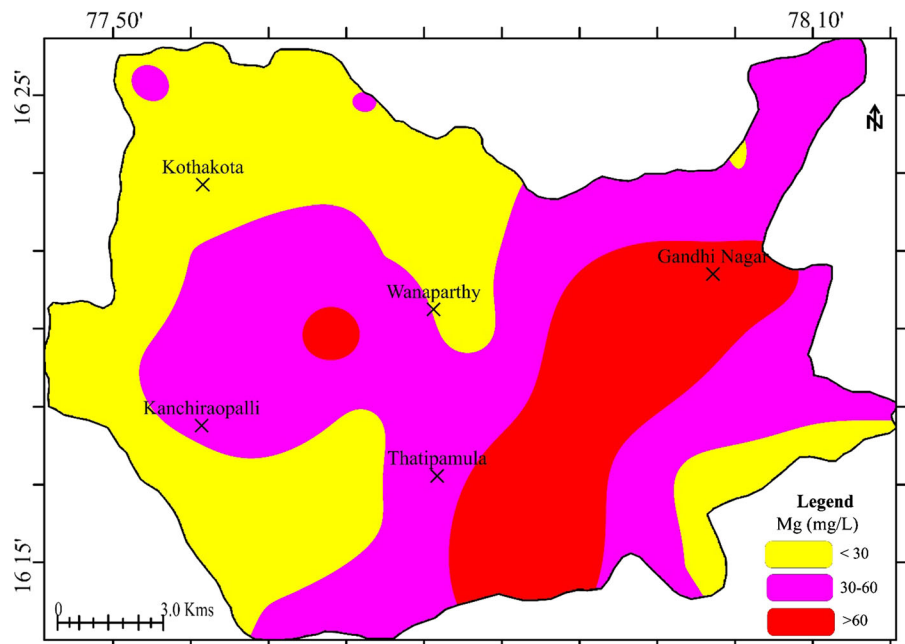 77 50' 78 10'
16 25'
N
Kothakota
Gandhi Nagar
Wanaparthy
Kanchiraopalli
Thatipamula
16 15'
Legend
Mg (mg/L)
< 30
30-60
>60
0 3.0 Kms